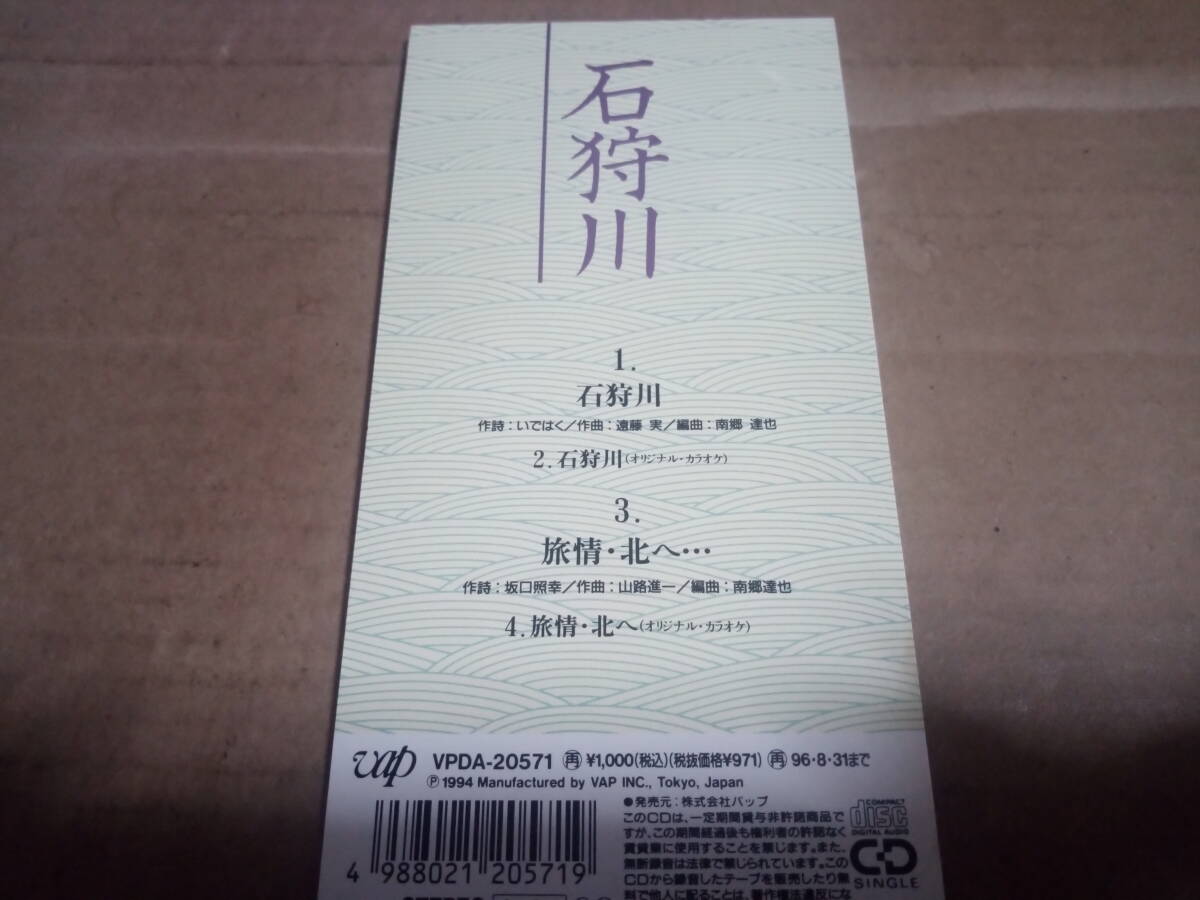 石狩川
1.
石狩川
作詩：いではく／作曲：遠藤 実／編曲：南郷 達也
2.石狩川(オリジナル・カラオケ)
3.
旅情・北へ…
作詩：坂口照幸／作曲：山路進一／編曲：南郷達也
4.旅情・北へ(オリジナル・カラオケ)
vap VPDA-20571 ㊞再 ¥1,000(税込)(税抜価格¥971) 再 96・8・31まで
Ⓟ1994 Manufactured by VAP INC., Tokyo, Japan
●発売元：株式会社バップ
このCDは、一定期間貸与非許諾商品で
すが、この期間経過後も権利者の許諾なく
賃貸業に使用することを禁じます。また、
無断録音は法律で禁じられています。この
CDから録音したテープを販売したり無
料で他人に配ることは、著作権法違反にな
COMPACT
disc
DIGITAL AUDIO
CD
SINGLE
4 988021 205719
STEREO